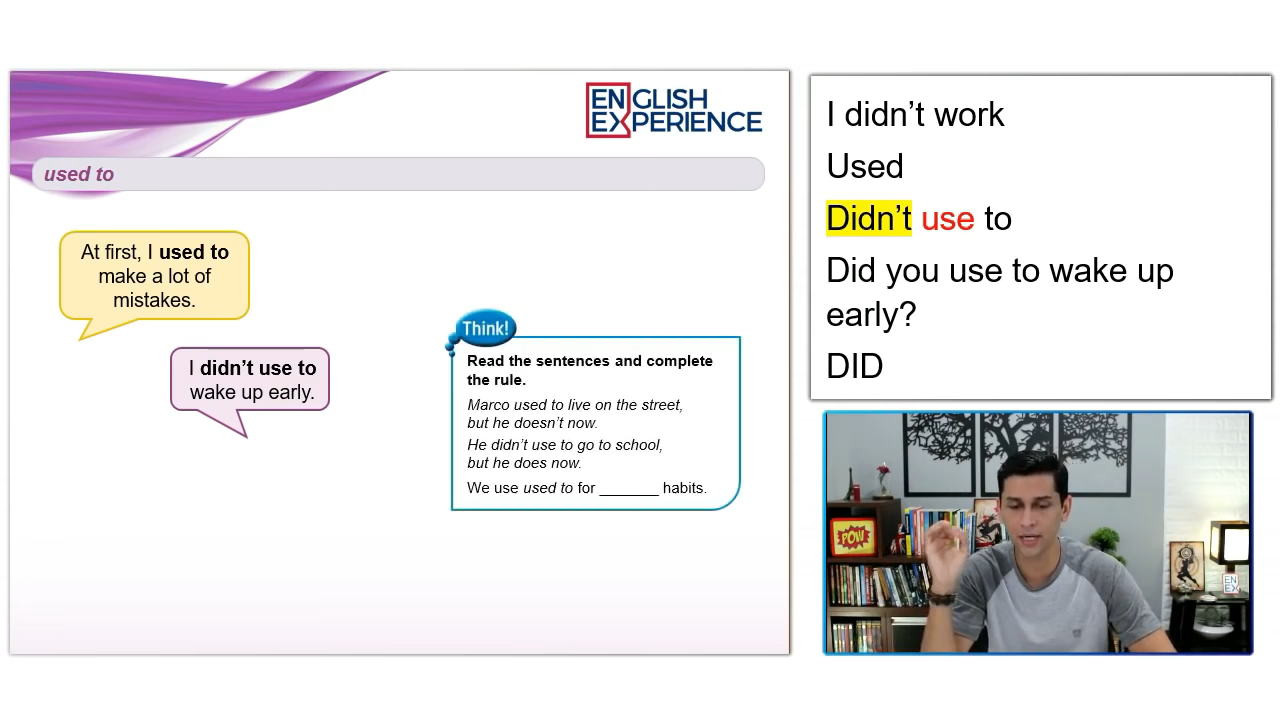 ENGLISH
EXPERIENCE
used to
At first, I used to
make a lot of
mistakes.
I didn’t use to
wake up early.
Think!
Read the sentences and complete
the rule.
Marco used to live on the street,
but he doesn’t now.
He didn’t use to go to school,
but he does now.
We use used to for _______ habits.
I didn’t work
Used
Didn’t use to
Did you use to wake up
early?
DID
POW
EN
EX